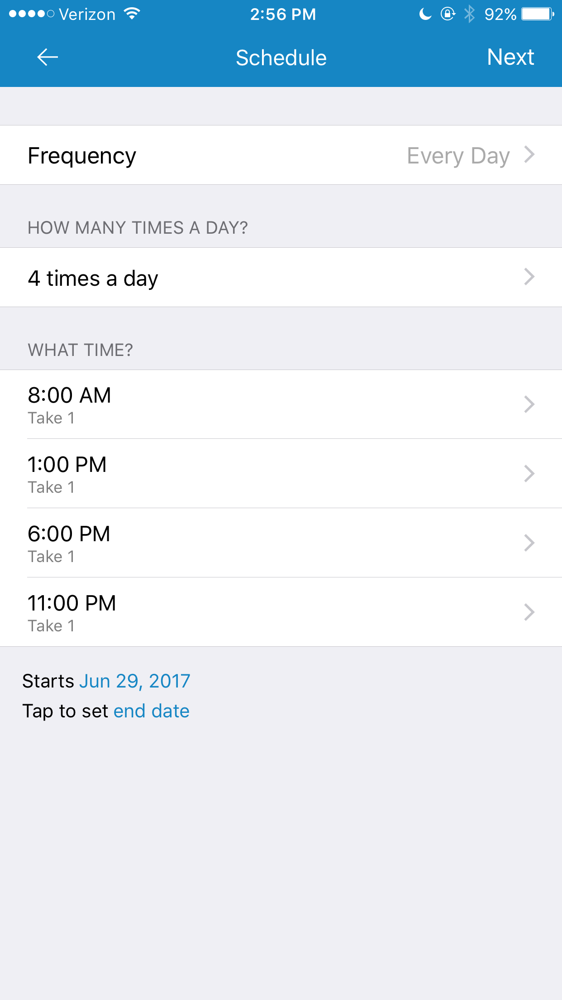 Verizon 2:56 PM 92%
Schedule Next
Frequency Every Day
HOW MANY TIMES A DAY?
4 times a day
WHAT TIME?
8:00 AM
Take 1
1:00 PM
Take 1
6:00 PM
Take 1
11:00 PM
Take 1
Starts Jun 29, 2017
Tap to set end date